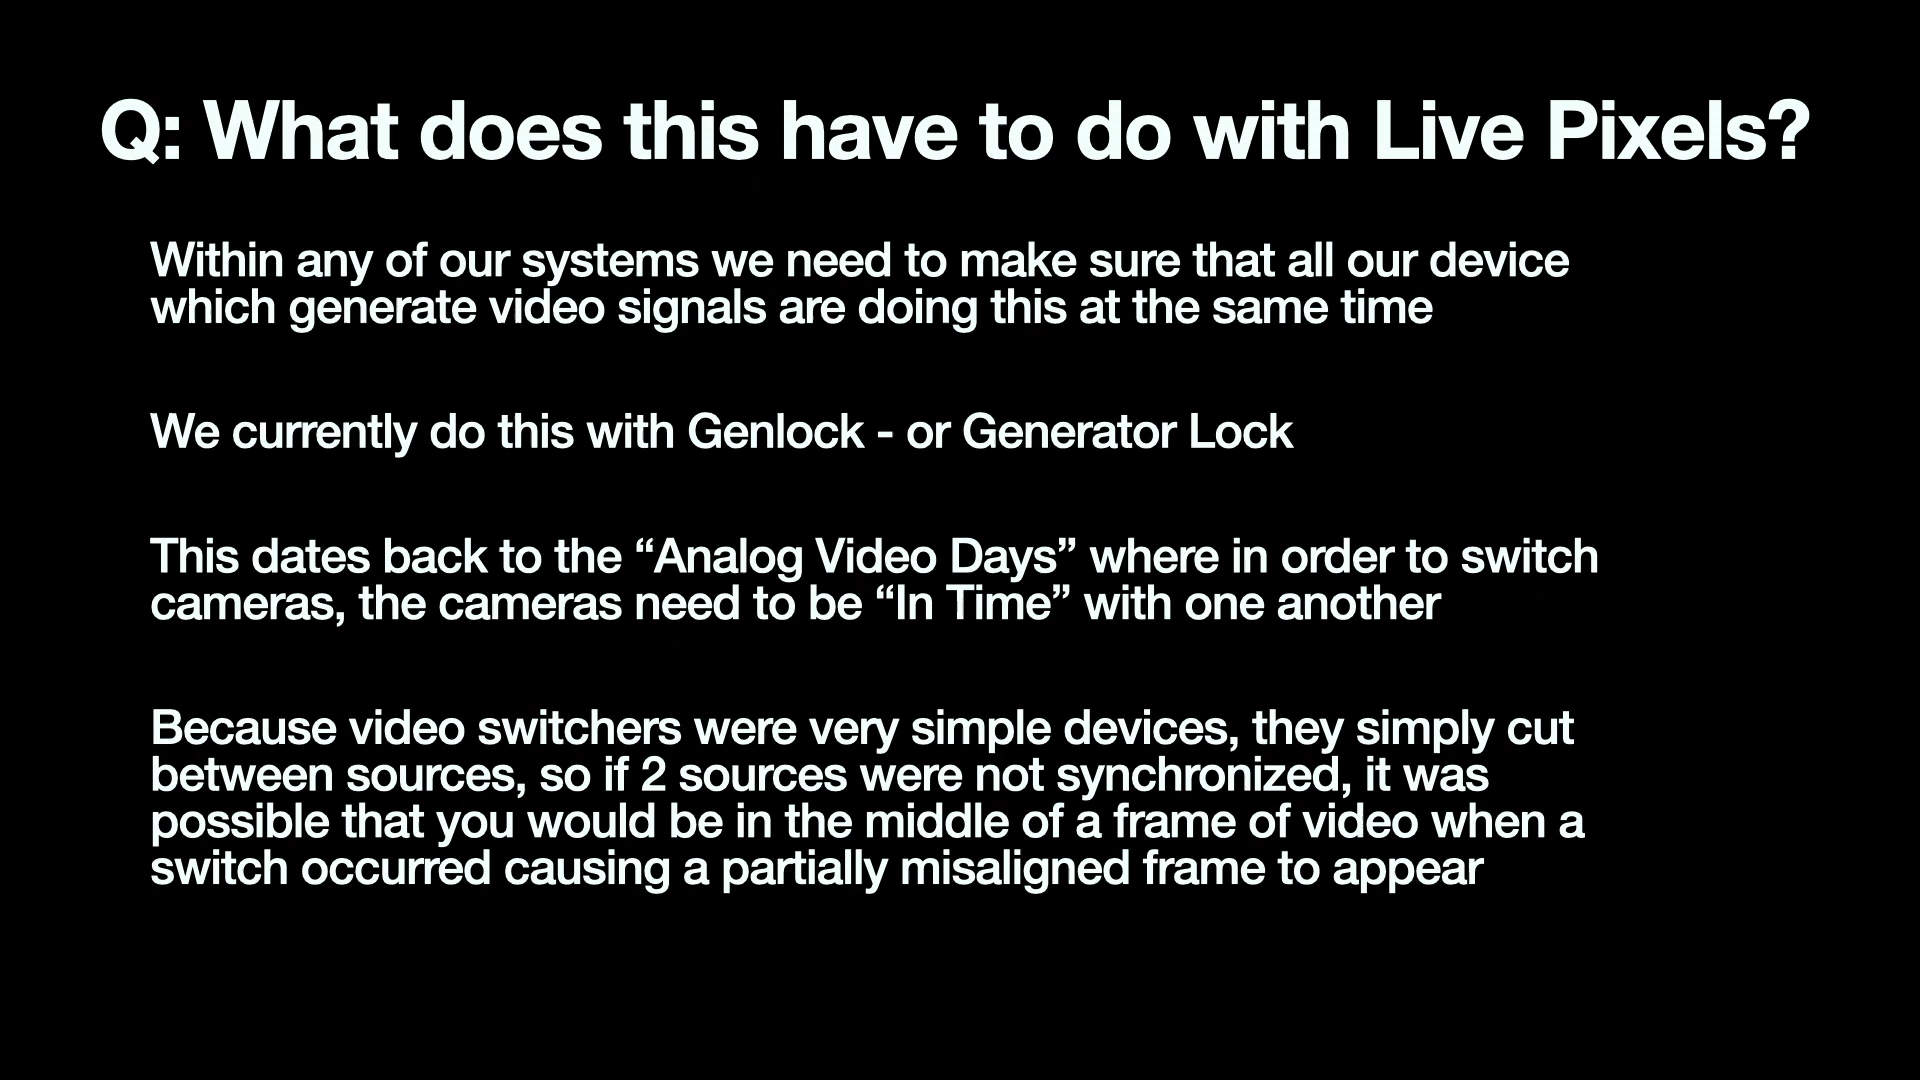 Q: What does this have to do with Live Pixels?
Within any of our systems we need to make sure that all our device
which generate video signals are doing this at the same time
We currently do this with Genlock - or Generator Lock
This dates back to the “Analog Video Days” where in order to switch
cameras, the cameras need to be “In Time” with one another
Because video switchers were very simple devices, they simply cut
between sources, so if 2 sources were not synchronized, it was
possible that you would be in the middle of a frame of video when a
switch occurred causing a partially misaligned frame to appear